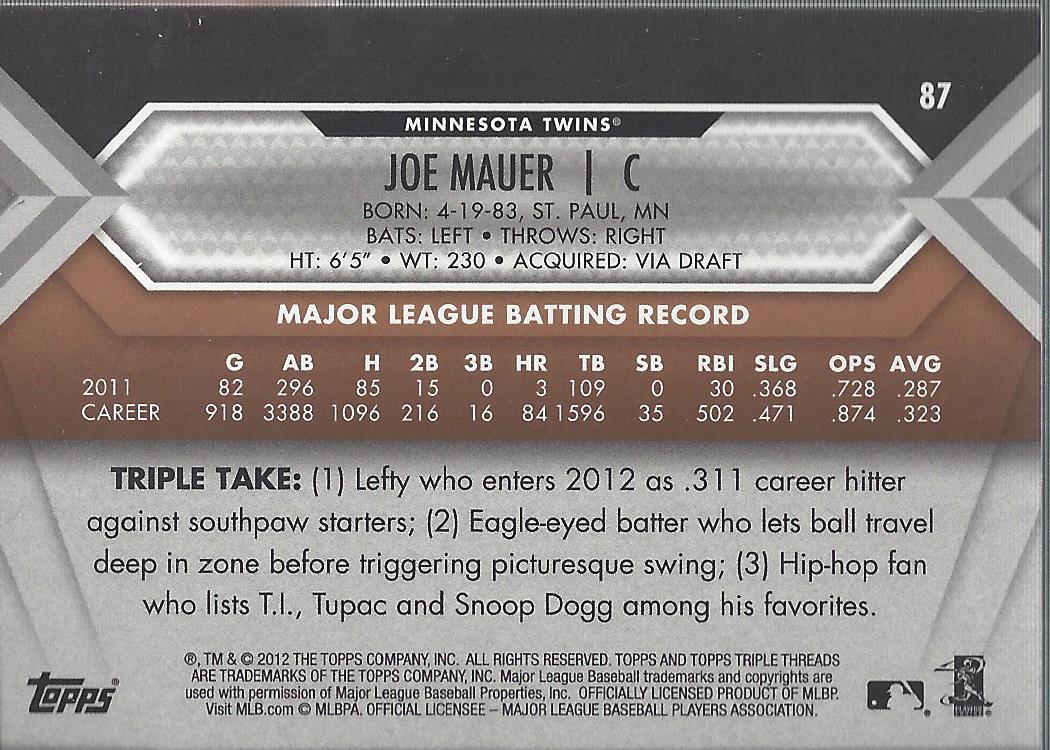 87
MINNESOTA TWINS®
JOE MAUER | C
BORN: 4-19-83, ST. PAUL, MN
BATS: LEFT • THROWS: RIGHT
HT: 6'5" • WT: 230 • ACQUIRED: VIA DRAFT
MAJOR LEAGUE BATTING RECORD
G AB H 2B 3B HR TB SB RBI SLG OPS AVG
2011 82 296 85 15 0 3 109 0 30 .368 .728 .287
CAREER 918 3388 1096 216 16 84 1596 35 502 .471 .874 .323
TRIPLE TAKE: (1) Lefty who enters 2012 as .311 career hitter
against southpaw starters; (2) Eagle-eyed batter who lets ball travel
deep in zone before triggering picturesque swing; (3) Hip-hop fan
who lists T.I., Tupac and Snoop Dogg among his favorites.
®, TM & © 2012 THE TOPPS COMPANY, INC. ALL RIGHTS RESERVED. TOPPS AND TOPPS TRIPLE THREADS
ARE TRADEMARKS OF THE TOPPS COMPANY, INC. Major League Baseball trademarks and copyrights are
used with permission of Major League Baseball Properties, Inc. OFFICIALLY LICENSED PRODUCT OF MLBP.
Visit MLB.com © MLBPA. OFFICIAL LICENSEE – MAJOR LEAGUE BASEBALL PLAYERS ASSOCIATION.
Topps®